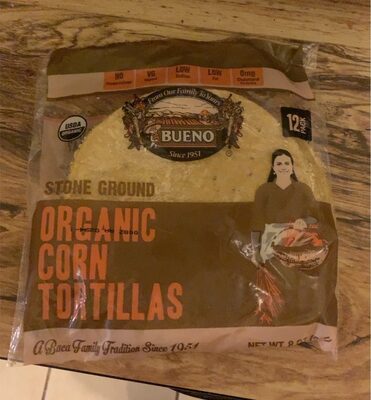 NO
VG
LOW
LOW
0mg
From Our Family To Yours
BUENO
Since 1951
USDA
ORGANIC
12
PACK
STONE GROUND
ORGANIC
CORN
TORTILLAS
A Baca Family Tradition Since 1951
NET WT